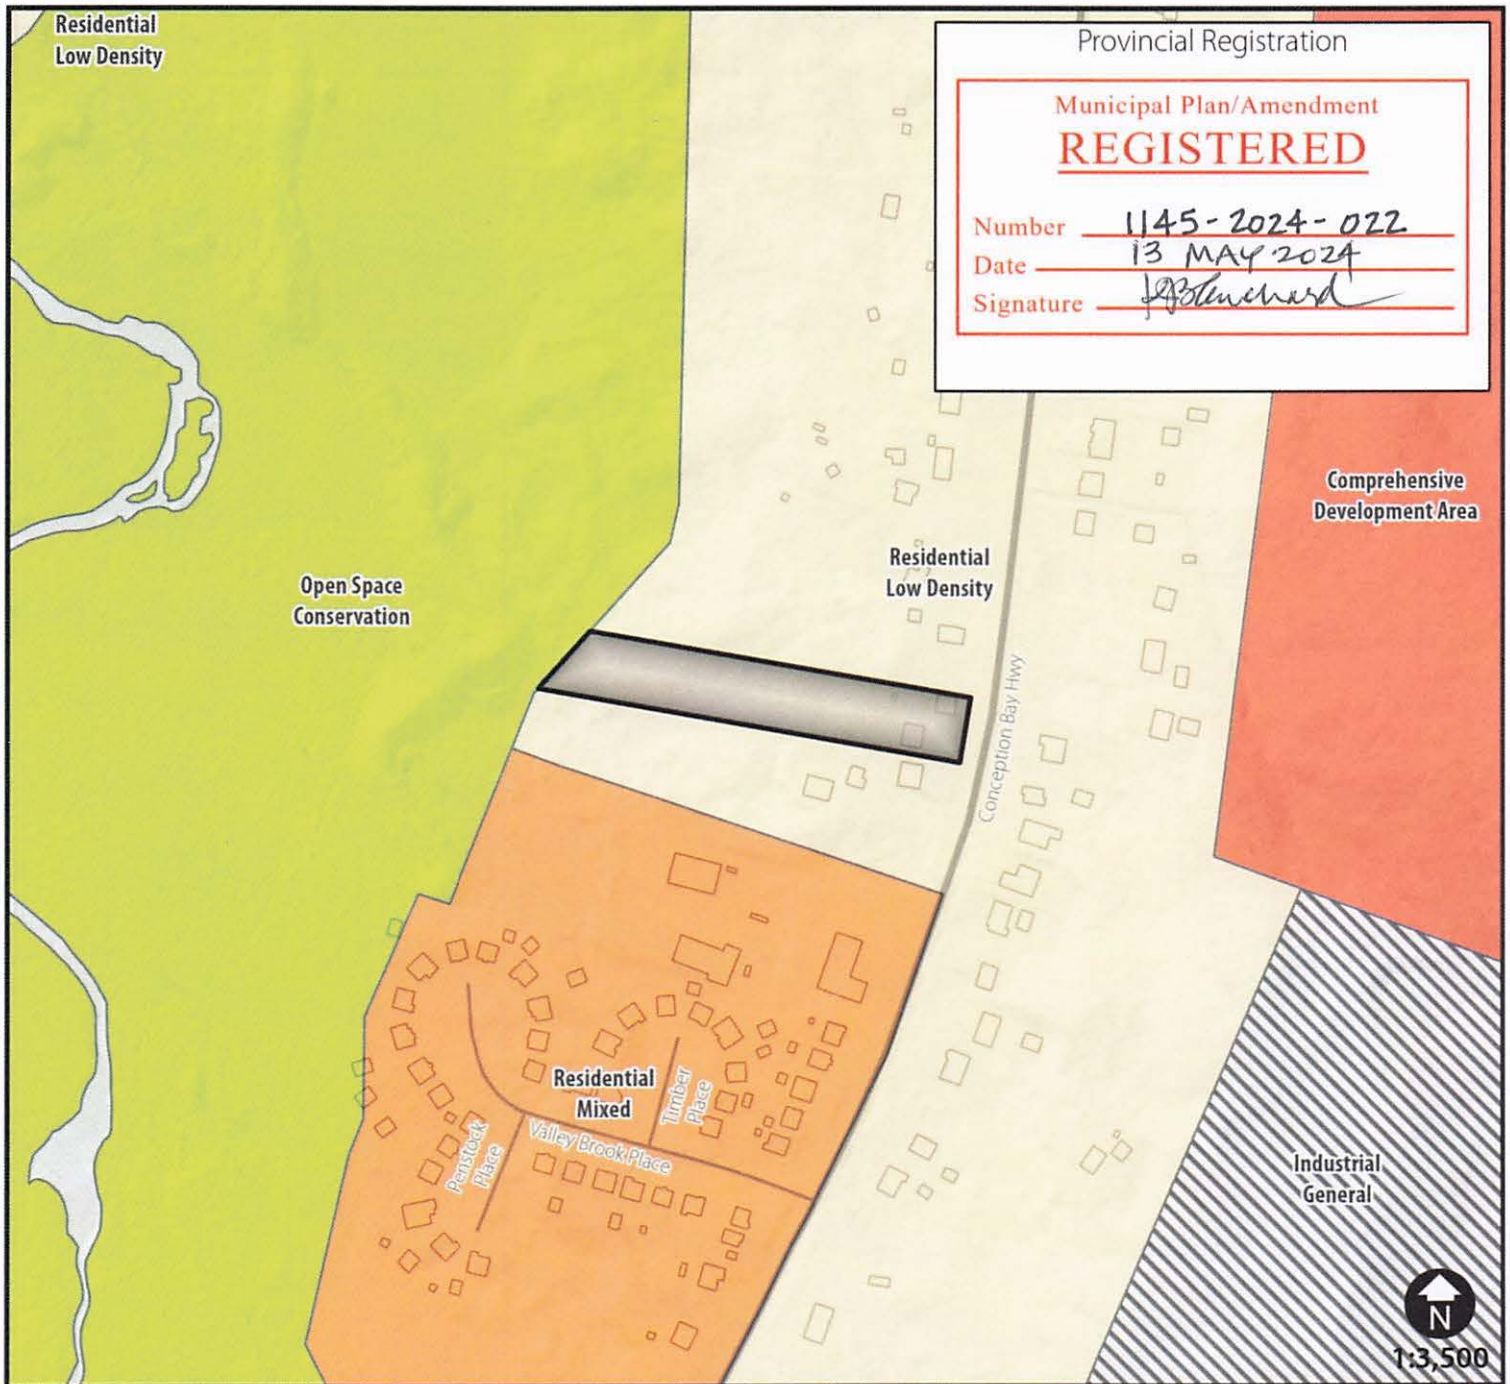 Residential
Low Density
Provincial Registration
Municipal Plan/Amendment
REGISTERED
Number 1145-2024-022
Date 13 MAY 2024
Signature
Comprehensive
Development Area
Residential
Low Density
Open Space
Conservation
Conception Bay Hwy
Residential
Mixed
Timber
Place
Valley Brook Place
Penstock
Place
Industrial
General
N
1:3,500